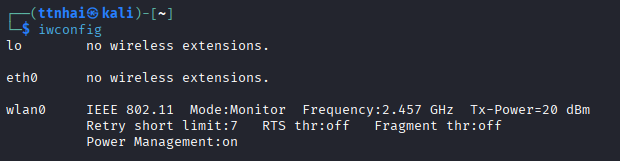 ┌──(ttnhai㉿kali)-[~]
└─$ iwconfig
lo        no wireless extensions.
eth0      no wireless extensions.
wlan0     IEEE 802.11  Mode:Monitor  Frequency:2.457 GHz  Tx-Power=20 dBm
          Retry short limit:7   RTS thr:off   Fragment thr:off
          Power Management:on